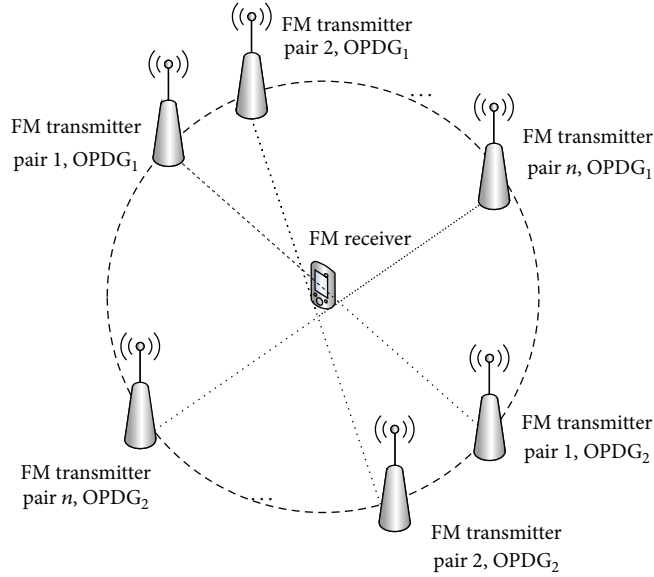 FM transmitter
pair 2, OPDG₁
...
FM transmitter
pair 1, OPDG₁
FM transmitter
pair n, OPDG₁
FM receiver
FM transmitter
pair 1, OPDG₂
FM transmitter
pair n, OPDG₂
...
FM transmitter
pair 2, OPDG₂